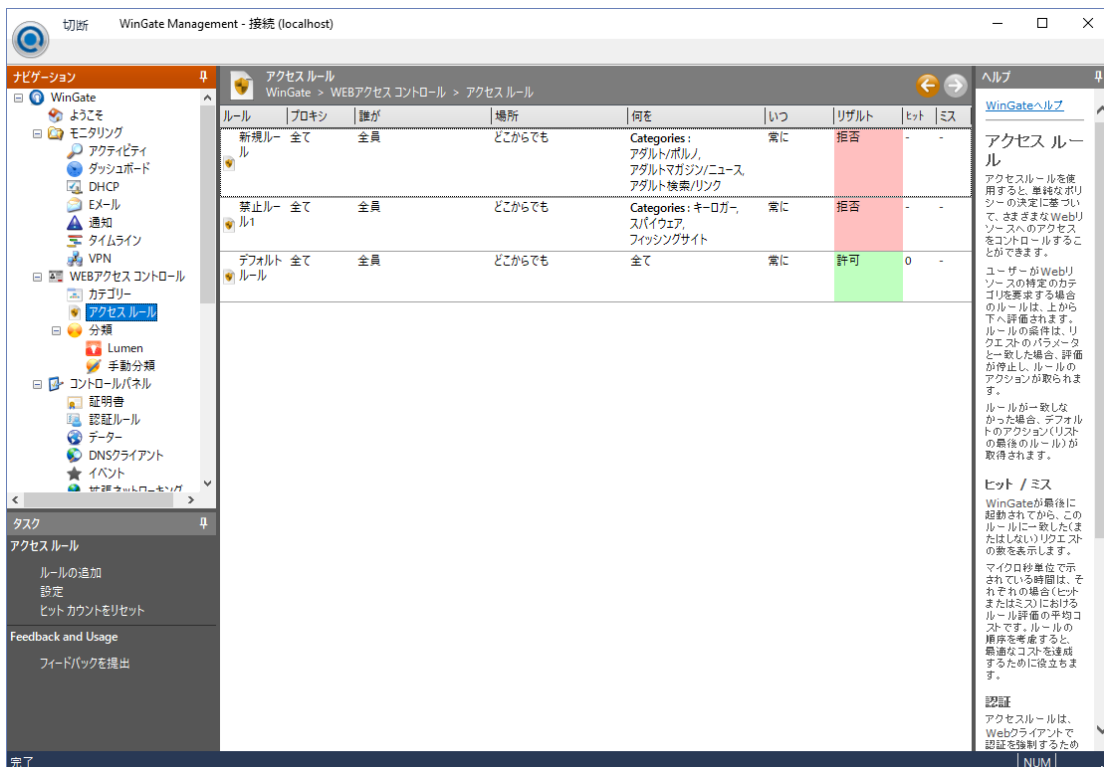 切断 WinGate Management - 接続 (localhost)
ナビゲーション
WinGate
ようこそ
モニタリング
アクティビティ
ダッシュボード
DHCP
Eメール
通知
タイムライン
VPN
WEBアクセス コントロール
カテゴリー
アクセス ルール
分類
Lumen
手動分類
コントロールパネル
証明書
認証ルール
データー
DNSクライアント
イベント
タスク
アクセス ルール
ルールの追加
設定
ヒット カウントをリセット
Feedback and Usage
フィードバックを提出
アクセス ルール
WinGate > WEBアクセス コントロール > アクセス ルール
ルール プロキシ 誰が 場所 何を いつ リザルト ヒット ミス
新規ルー 全て 全員 どこからでも Categories : 常に 拒否 - -
ル アダルト/ポルノ,
アダルトマガジン/ニュース,
アダルト検索/リンク
禁止ルー 全て 全員 どこからでも Categories : キーロガー, 常に 拒否 - -
ル1 スパイウェア,
フィッシングサイト
デフォルト 全て 全員 どこからでも 全て 常に 許可 0 -
ルール
ヘルプ
WinGateヘルプ
アクセス ルー
ル
アクセスルールを使
用すると、単純なポリ
シーの決定に基づい
て、さまざまなWebリ
ソースへのアクセス
をコントロールするこ
とができます。
ユーザーがWebリ
ソースの特定のカテ
ゴリを要求する場合
のルールは、上から
下へ評価されます。
ルールの条件は、リ
クエストのパラメータ
と一致した場合、評価
が停止し、ルールの
アクションが取られま
す。
ルールが一致しな
かった場合、デフォル
トのアクション(リスト
の最後のルール)が
取得されます。
ヒット / ミス
WinGateが最後に
起動されてから、この
ルールに一致した(ま
たはしない)リクエスト
の数を表示します。
マイクロ秒単位で示
されている時間は、そ
れぞれの場合(ヒット
またはミス)における
ルール評価の平均コ
ストです。ルールの
順序を考慮すると、
最適なコストを達成
するために役立ちま
す。
認証
アクセスルールは、
Webクライアントで
認証を強制するため
完了 NUM